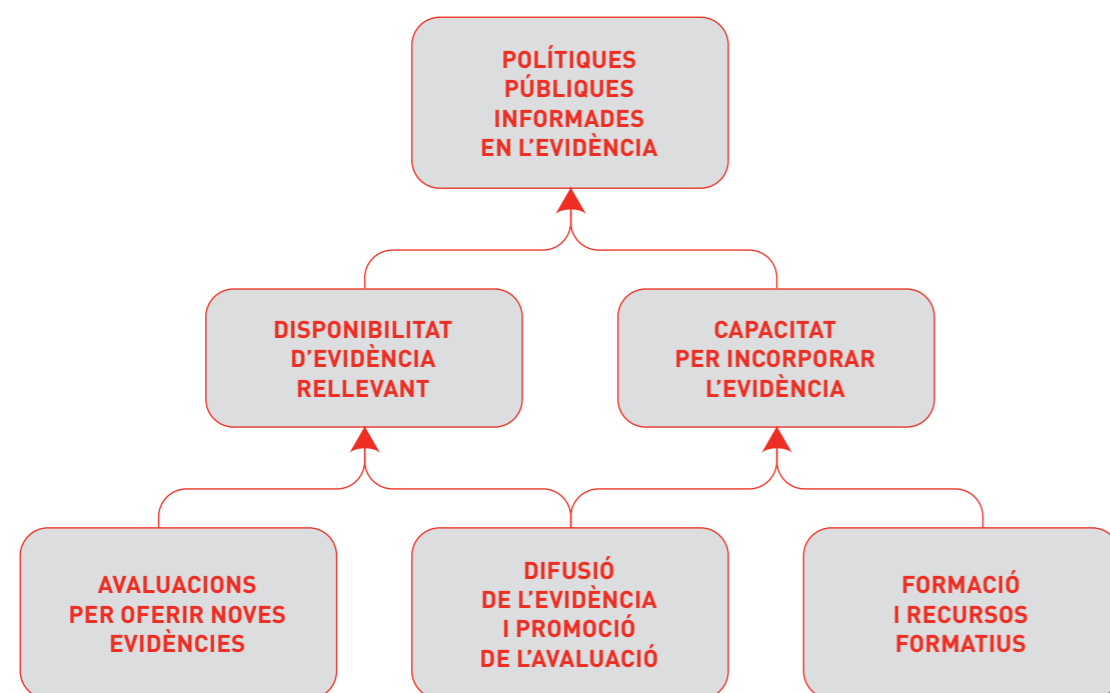 POLÍTIQUES
PÚBLIQUES
INFORMADES
EN L’EVIDÈNCIA
DISPONIBILITAT
D’EVIDÈNCIA
RELLEVANT
CAPACITAT
PER INCORPORAR
L’EVIDÈNCIA
AVALUACIONS
PER OFERIR NOVES
EVIDÈNCIES
DIFUSIÓ
DE L’EVIDÈNCIA
I PROMOCIÓ
DE L’AVALUACIÓ
FORMACIÓ
I RECURSOS
FORMATIUS